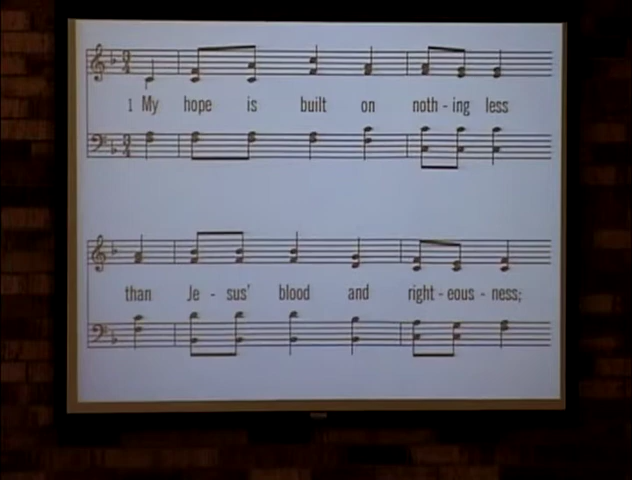 1 My hope is built on noth - ing less
than Je - sus' blood and right - eous - ness;